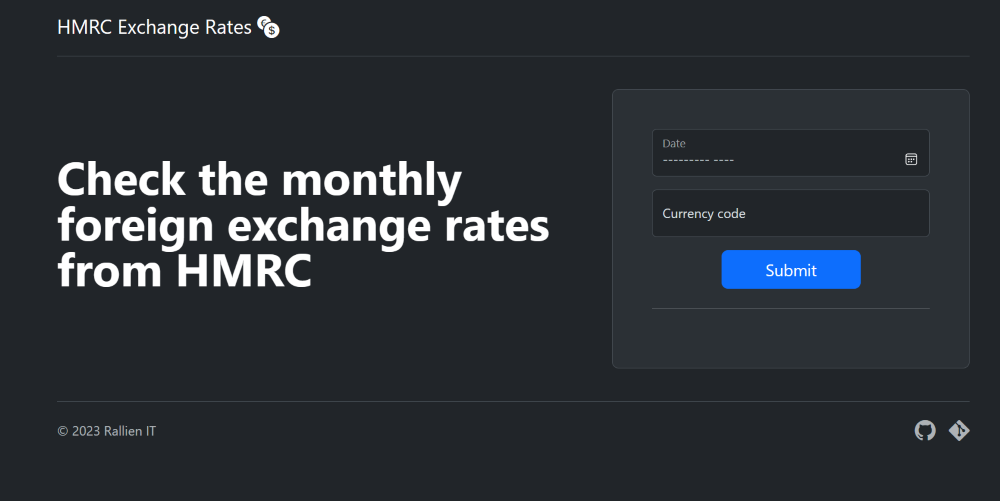 HMRC Exchange Rates
Check the monthly
foreign exchange rates
from HMRC
Date
--------- ----
Currency code
Submit
© 2023 Rallien IT